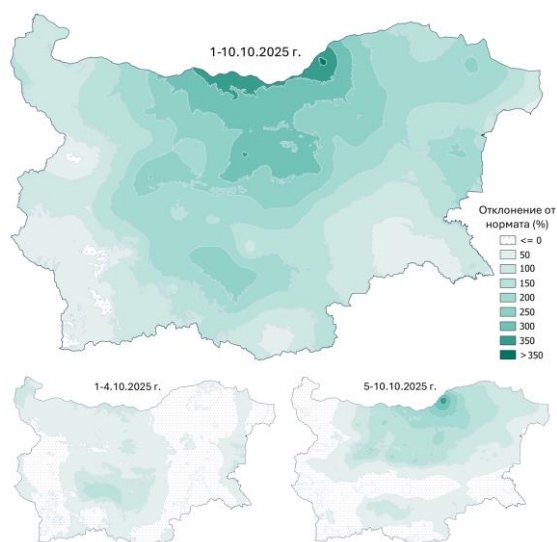 1-10.10.2025 г.
Отклонение от
нормата (%)
<= 0
50
100
150
200
250
300
350
> 350
1-4.10.2025 г.
5-10.10.2025 г.